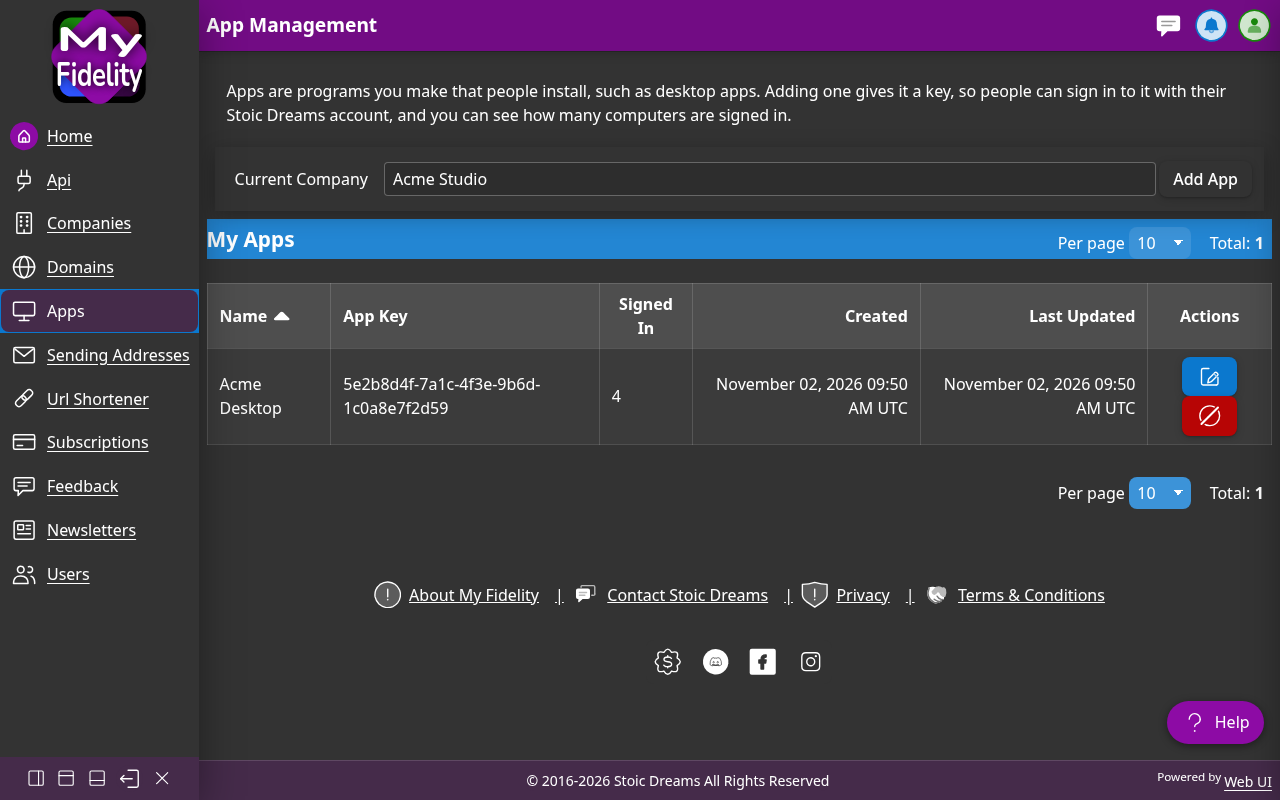 My
Fidelity
App Management
Home
Api
Companies
Domains
Apps
Sending Addresses
Url Shortener
Subscriptions
Feedback
Newsletters
Users
Apps are programs you make that people install, such as desktop apps. Adding one gives it a key, so people can sign in to it with their
Stoic Dreams account, and you can see how many computers are signed in.
Current Company Acme Studio Add App
My Apps Per page 10 Total: 1
Name App Key Signed In Created Last Updated Actions
Acme Desktop 5e2b8d4f-7a1c-4f3e-9b6d-1c0a8e7f2d59 4 November 02, 2026 09:50 AM UTC November 02, 2026 09:50 AM UTC
Per page 10 Total: 1
About My Fidelity | Contact Stoic Dreams | Privacy | Terms & Conditions
Help
© 2016-2026 Stoic Dreams All Rights Reserved
Powered by Web UI